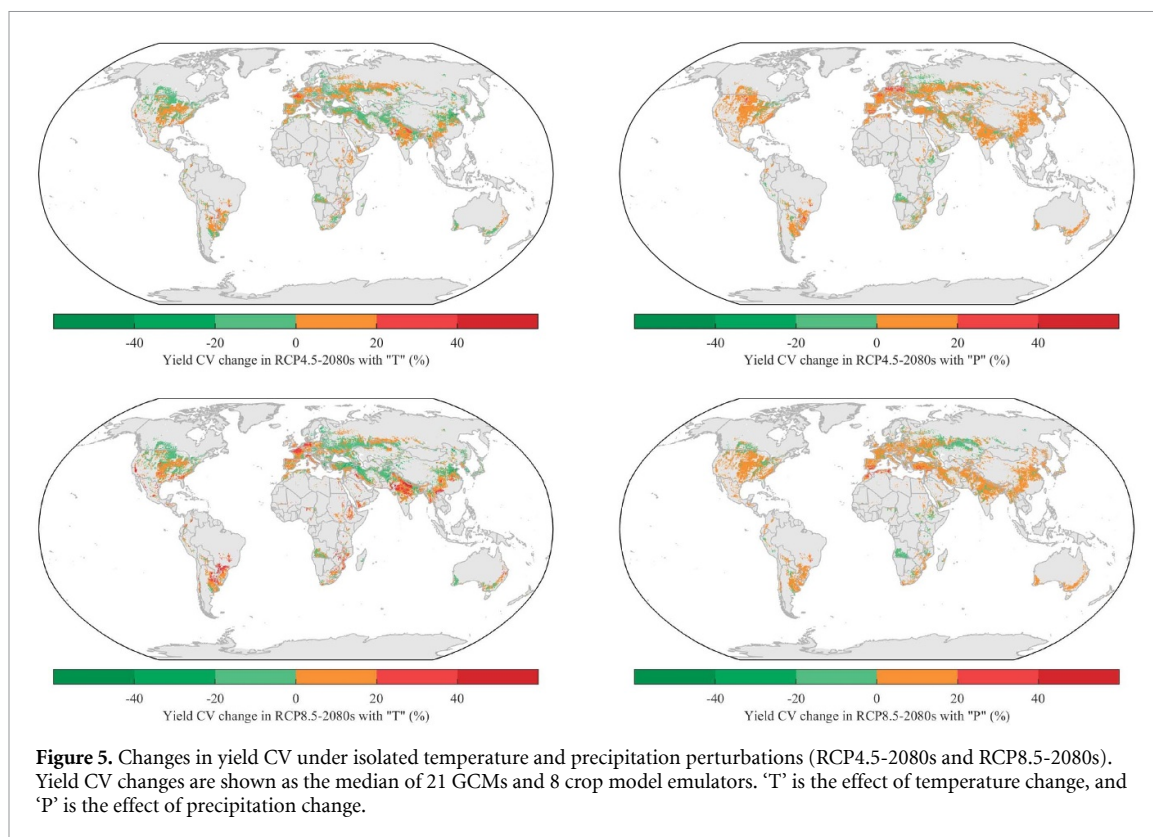 -40 -20 0 20 40
Yield CV change in RCP4.5-2080s with "T" (%)
-40 -20 0 20 40
Yield CV change in RCP4.5-2080s with "P" (%)
-40 -20 0 20 40
Yield CV change in RCP8.5-2080s with "T" (%)
-40 -20 0 20 40
Yield CV change in RCP8.5-2080s with "P" (%)
Figure 5. Changes in yield CV under isolated temperature and precipitation perturbations (RCP4.5-2080s and RCP8.5-2080s).
Yield CV changes are shown as the median of 21 GCMs and 8 crop model emulators. ‘T’ is the effect of temperature change, and
‘P’ is the effect of precipitation change.